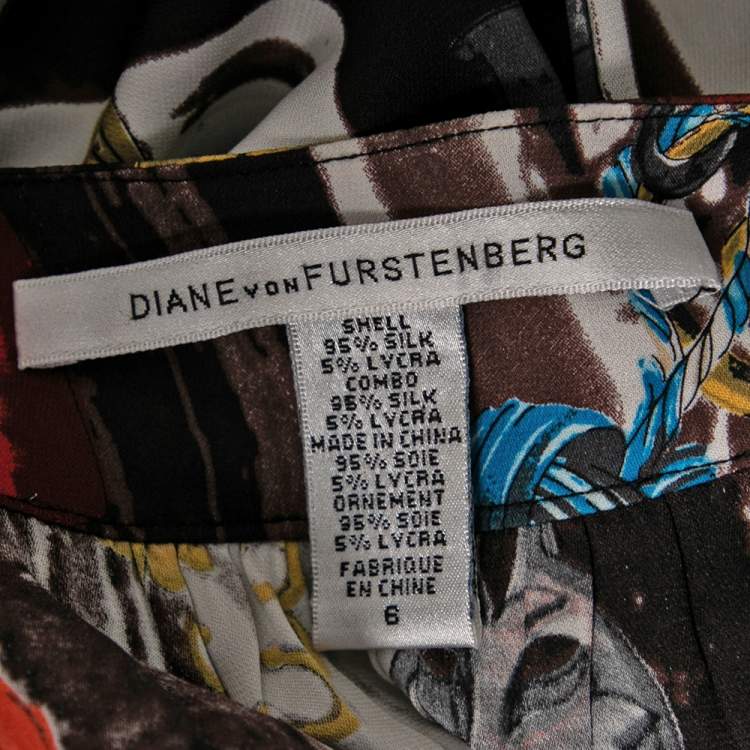 DIANE VON FURSTENBERG
SHELL
95% SILK
5% LYCRA
COMBO
95% SILK
5% LYCRA
MADE IN CHINA
95% SOIE
5% LYCRA
ORNEMENT
95% SOIE
5% LYCRA
FABRIQUE
EN CHINE
6